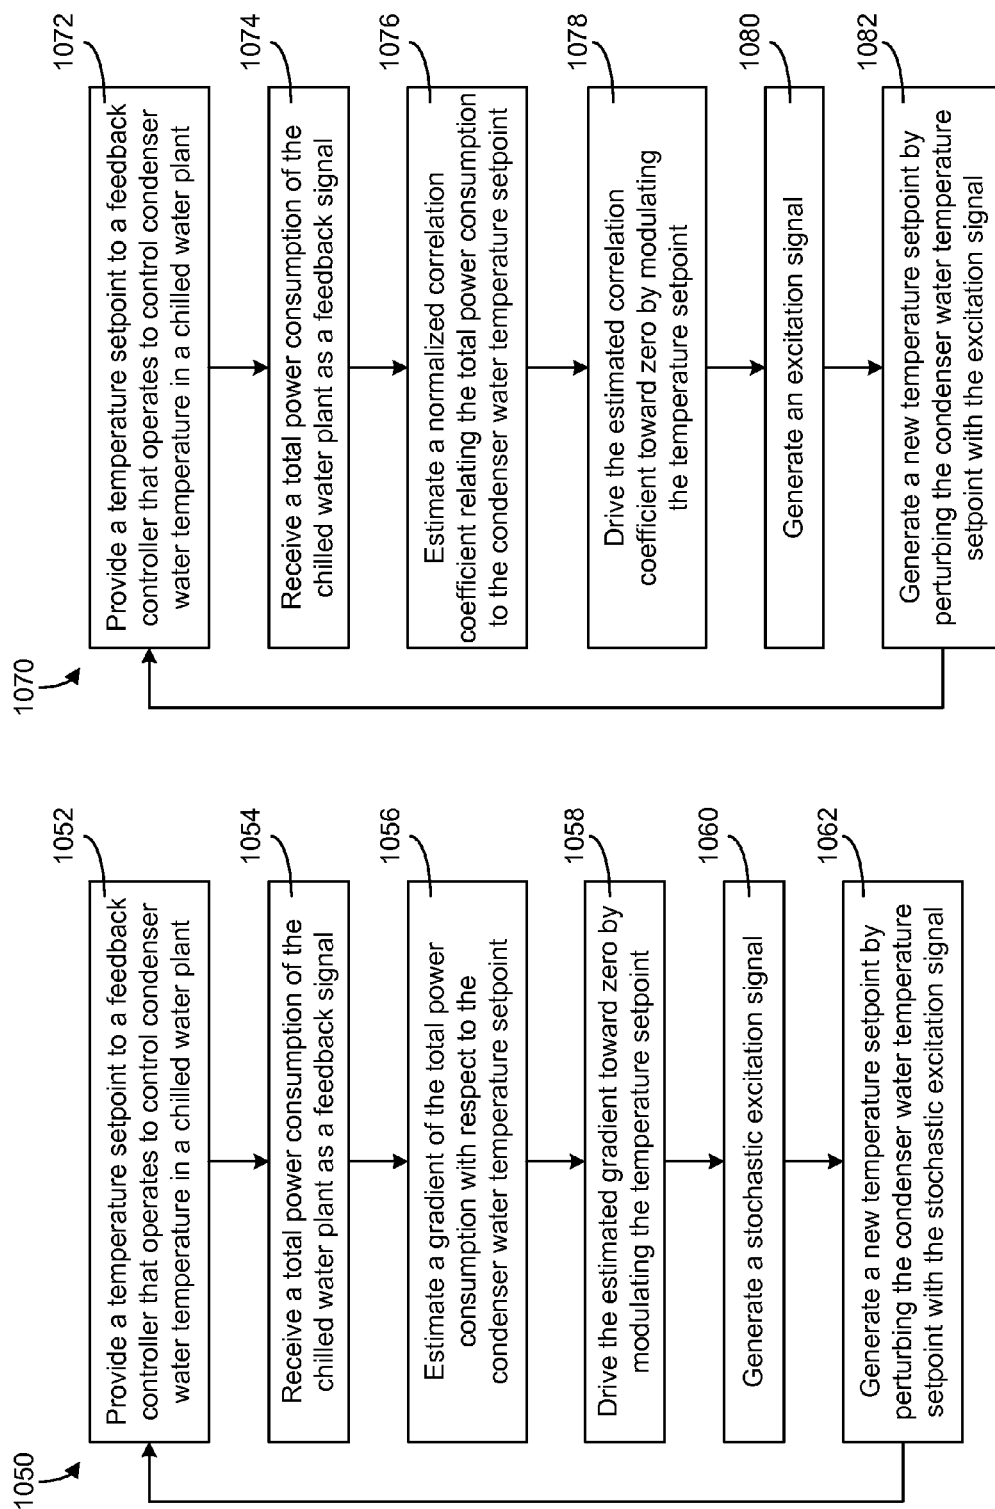 1050
1052
Provide a temperature setpoint to a feedback
controller that operates to control condenser
water temperature in a chilled water plant
1054
Receive a total power consumption of the
chilled water plant as a feedback signal
1056
Estimate a gradient of the total power
consumption with respect to the
condenser water temperature setpoint
1058
Drive the estimated gradient toward zero by
modulating the temperature setpoint
1060
Generate a stochastic excitation signal
1062
Generate a new temperature setpoint by
perturbing the condenser water temperature
setpoint with the stochastic excitation signal
1070
1072
Provide a temperature setpoint to a feedback
controller that operates to control condenser
water temperature in a chilled water plant
1074
Receive a total power consumption of the
chilled water plant as a feedback signal
1076
Estimate a normalized correlation
coefficient relating the total power consumption
to the condenser water temperature setpoint
1078
Drive the estimated correlation
coefficient toward zero by modulating
the temperature setpoint
1080
Generate an excitation signal
1082
Generate a new temperature setpoint by
perturbing the condenser water temperature
setpoint with the excitation signal